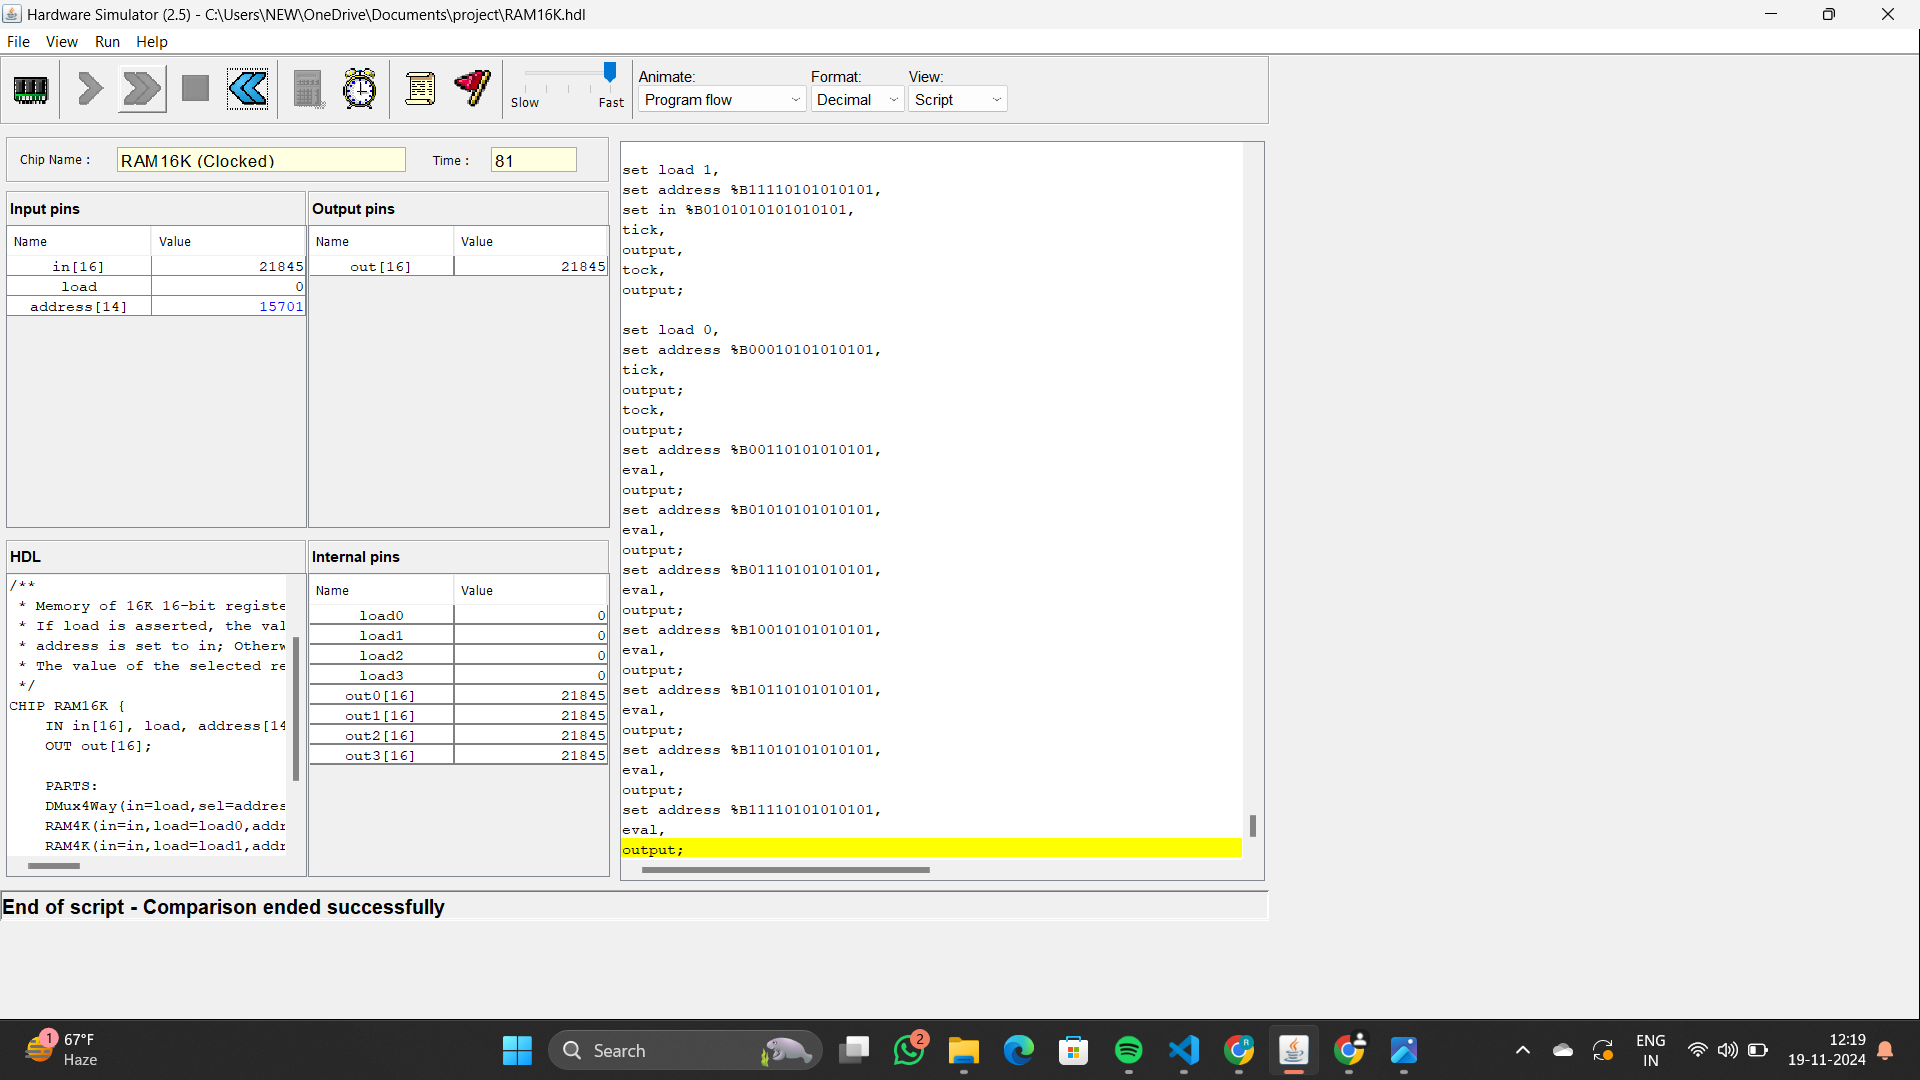 Hardware Simulator (2.5) - C:\Users\NEW\OneDrive\Documents\project\RAM16K.hdl
File View Run Help
Slow Fast
Animate: Format: View:
Program flow Decimal Script
Chip Name : RAM16K (Clocked) Time : 81
Input pins
Name Value
in[16] 21845
load 0
address[14] 15701
Output pins
Name Value
out[16] 21845
HDL
/**
* Memory of 16K 16-bit registe
* If load is asserted, the val
* address is set to in; Otherw
* The value of the selected re
*/
CHIP RAM16K {
IN in[16], load, address[14
OUT out[16];
PARTS:
DMux4Way(in=load,sel=addres
RAM4K(in=in,load=load0,addr
RAM4K(in=in,load=load1,addr
Internal pins
Name Value
load0 0
load1 0
load2 0
load3 0
out0[16] 21845
out1[16] 21845
out2[16] 21845
out3[16] 21845
set load 1,
set address %B11110101010101,
set in %B0101010101010101,
tick,
output,
tock,
output;
set load 0,
set address %B00010101010101,
tick,
output;
tock,
output;
set address %B00110101010101,
eval,
output;
set address %B01010101010101,
eval,
output;
set address %B01110101010101,
eval,
output;
set address %B10010101010101,
eval,
output;
set address %B10110101010101,
eval,
output;
set address %B11010101010101,
eval,
output;
set address %B11110101010101,
eval,
output;
End of script - Comparison ended successfully
1
67°F
Haze
Search
2
R
ENG
IN
12:19
19-11-2024